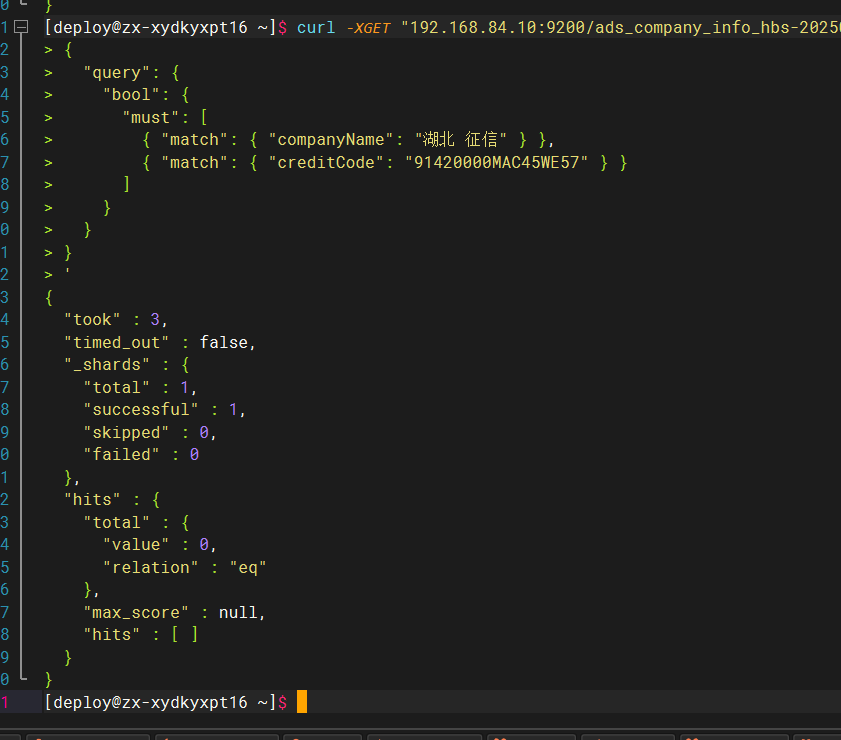 0 }
1 [deploy@zx-xydkyxpt16 ~]$ curl -XGET "192.168.84.10:9200/ads_company_info_hbs-2025
2 > {
3 >   "query": {
4 >     "bool": {
5 >       "must": [
6 >         { "match": { "companyName": "湖北 征信" } },
7 >         { "match": { "creditCode": "91420000MAC45WE57" } }
8 >       ]
9 >     }
0 >   }
1 > }
2 > '
3 {
4   "took" : 3,
5   "timed_out" : false,
6   "_shards" : {
7     "total" : 1,
8     "successful" : 1,
9     "skipped" : 0,
0     "failed" : 0
1   },
2   "hits" : {
3     "total" : {
4       "value" : 0,
5       "relation" : "eq"
6     },
7     "max_score" : null,
8     "hits" : [ ]
9   }
0 }
1 [deploy@zx-xydkyxpt16 ~]$